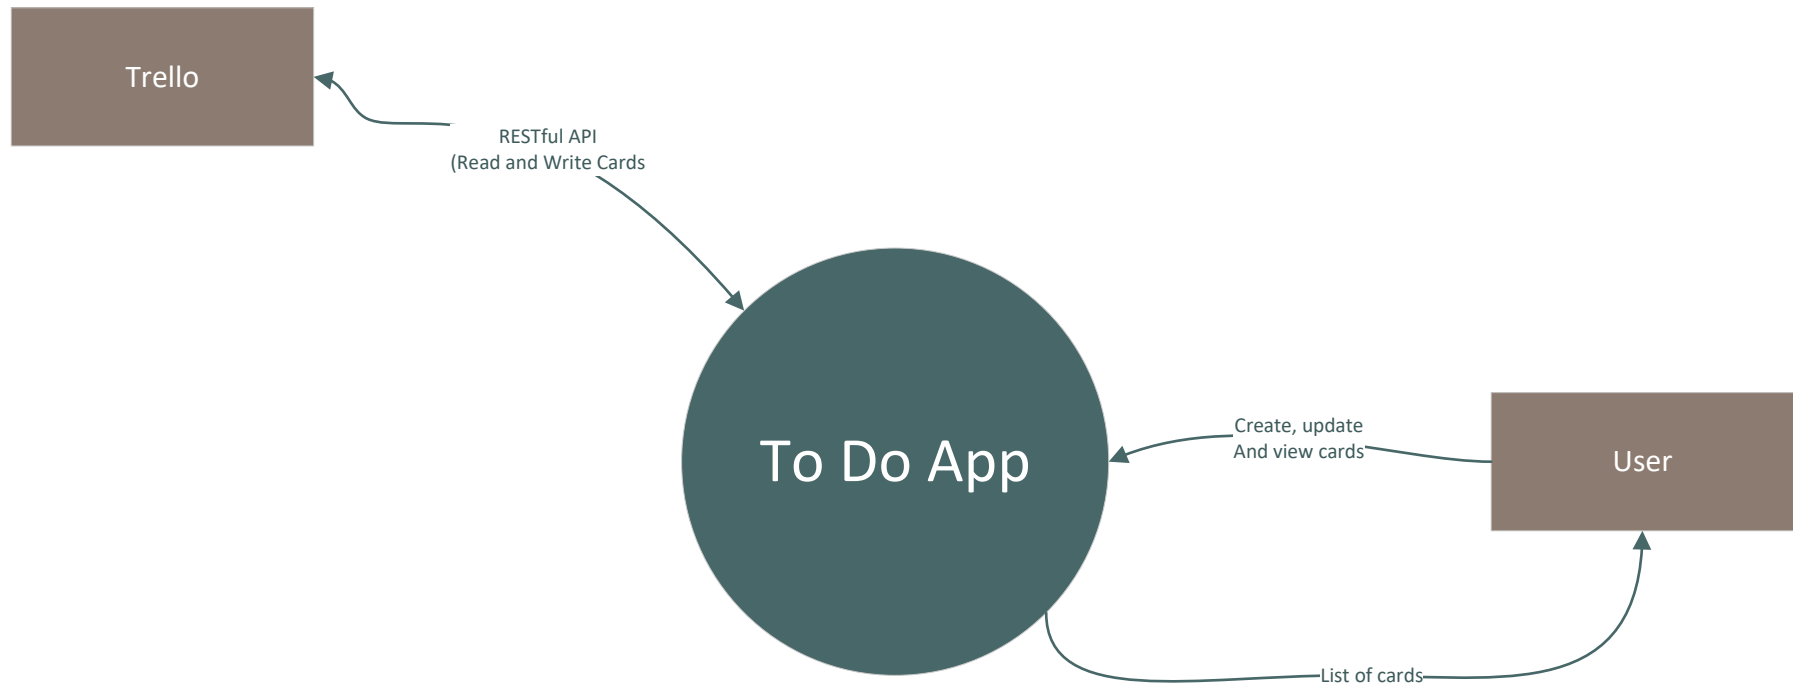 Trello
RESTful API
(Read and Write Cards
To Do App
Create, update
And view cards
User
List of cards